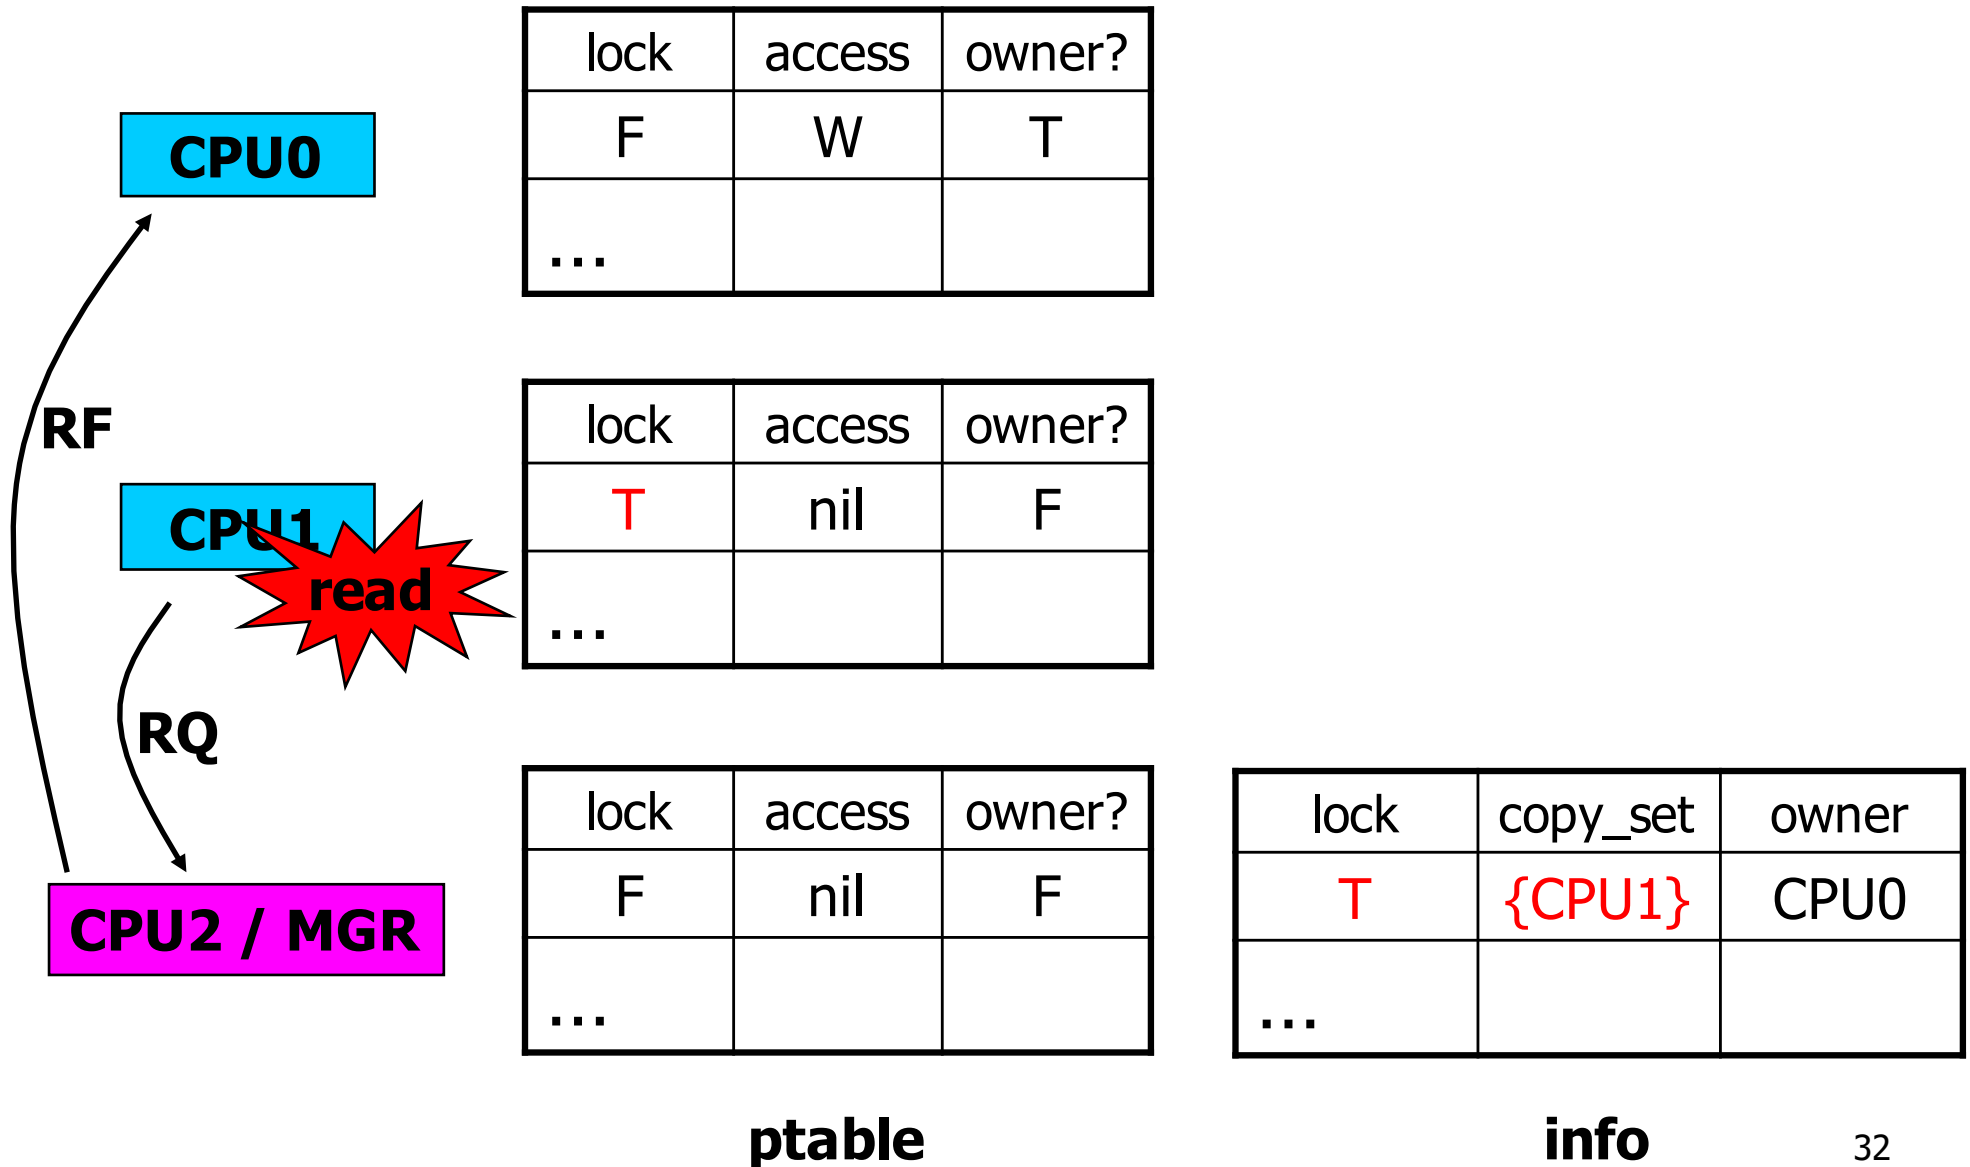 lock access owner?
CPU0
F W T
...
RF
lock access owner?
CPU1
T nil F
read
...
RQ
lock access owner?
CPU2 / MGR
F nil F
...
lock copy_set owner
T {CPU1} CPU0
...
ptable
info
32